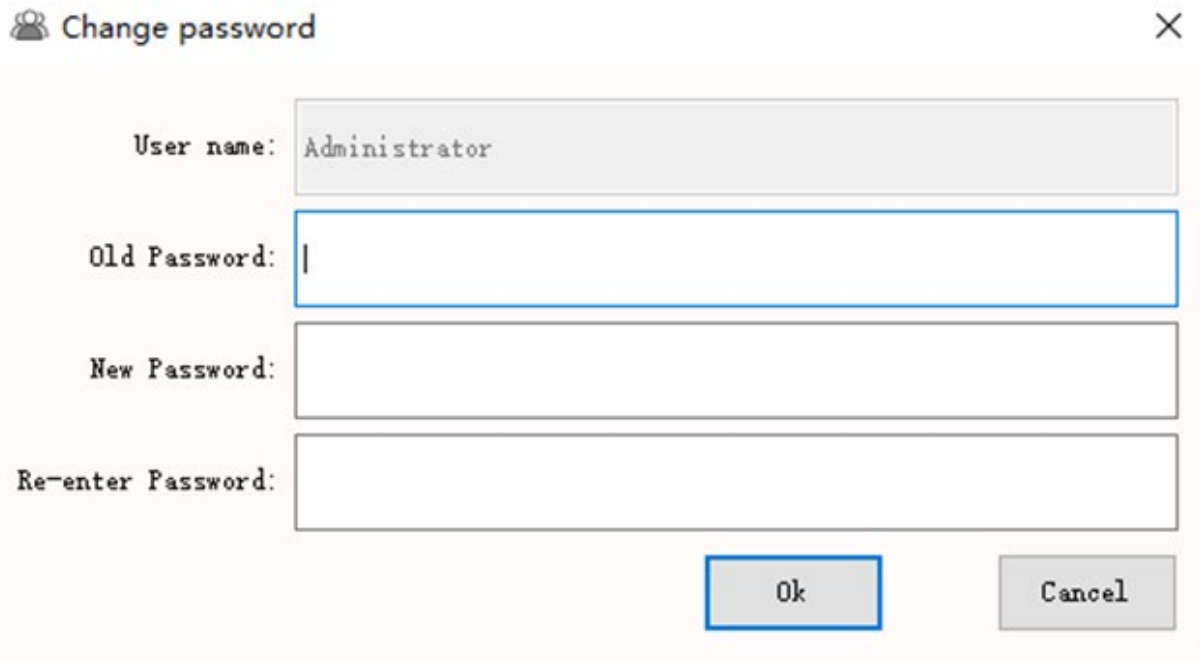 Change password
User name: Administrator
Old Password:
New Password:
Re-enter Password:
Ok Cancel